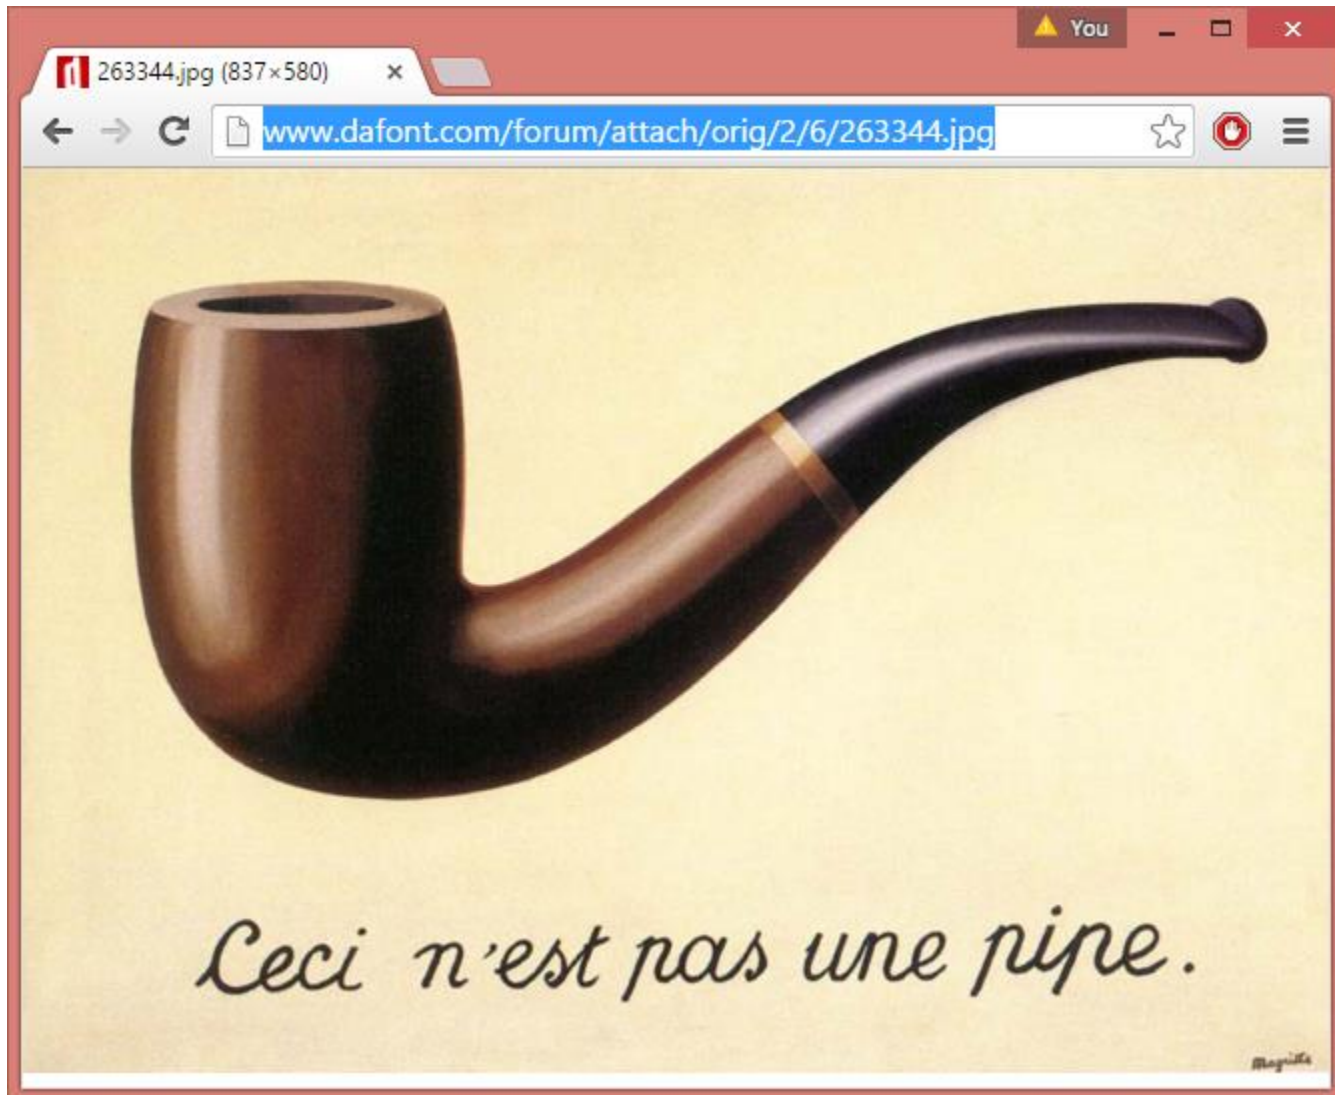 You
263344.jpg (837×580)
www.dafont.com/forum/attach/orig/2/6/263344.jpg
Ceci n'est pas une pipe.
Magritte